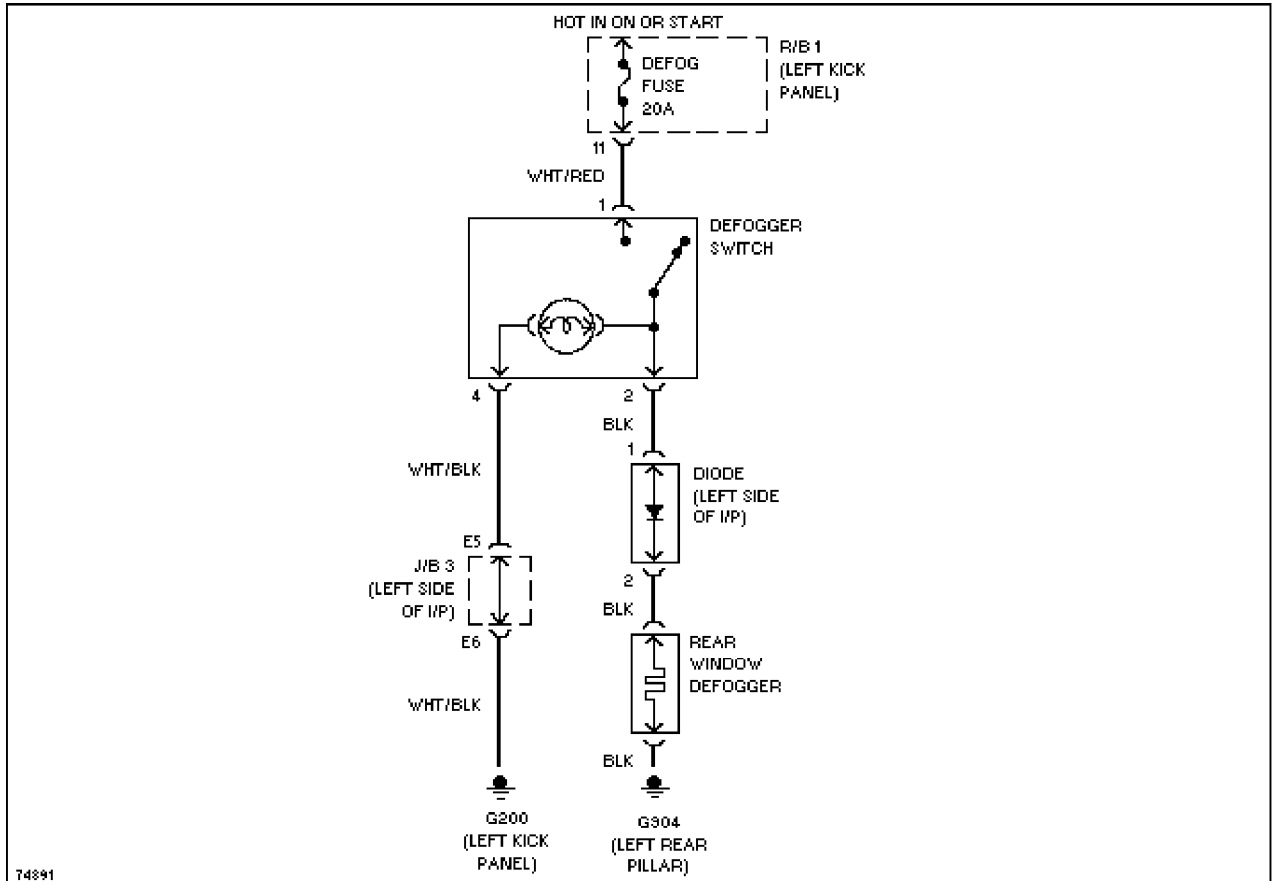 HOT IN ON OR START
DEFOG
FUSE
20A
R/B 1
(LEFT KICK
PANEL)
11
WHT/RED
1
DEFOGGER
SWITCH
4
2
BLK
1
WHT/BLK
DIODE
(LEFT SIDE
OF I/P)
E5
J/B 3
(LEFT SIDE
OF I/P)
2
BLK
E6
REAR
WINDOW
DEFOGGER
WHT/BLK
BLK
G200
(LEFT KICK
PANEL)
G904
(LEFT REAR
PILLAR)
74891